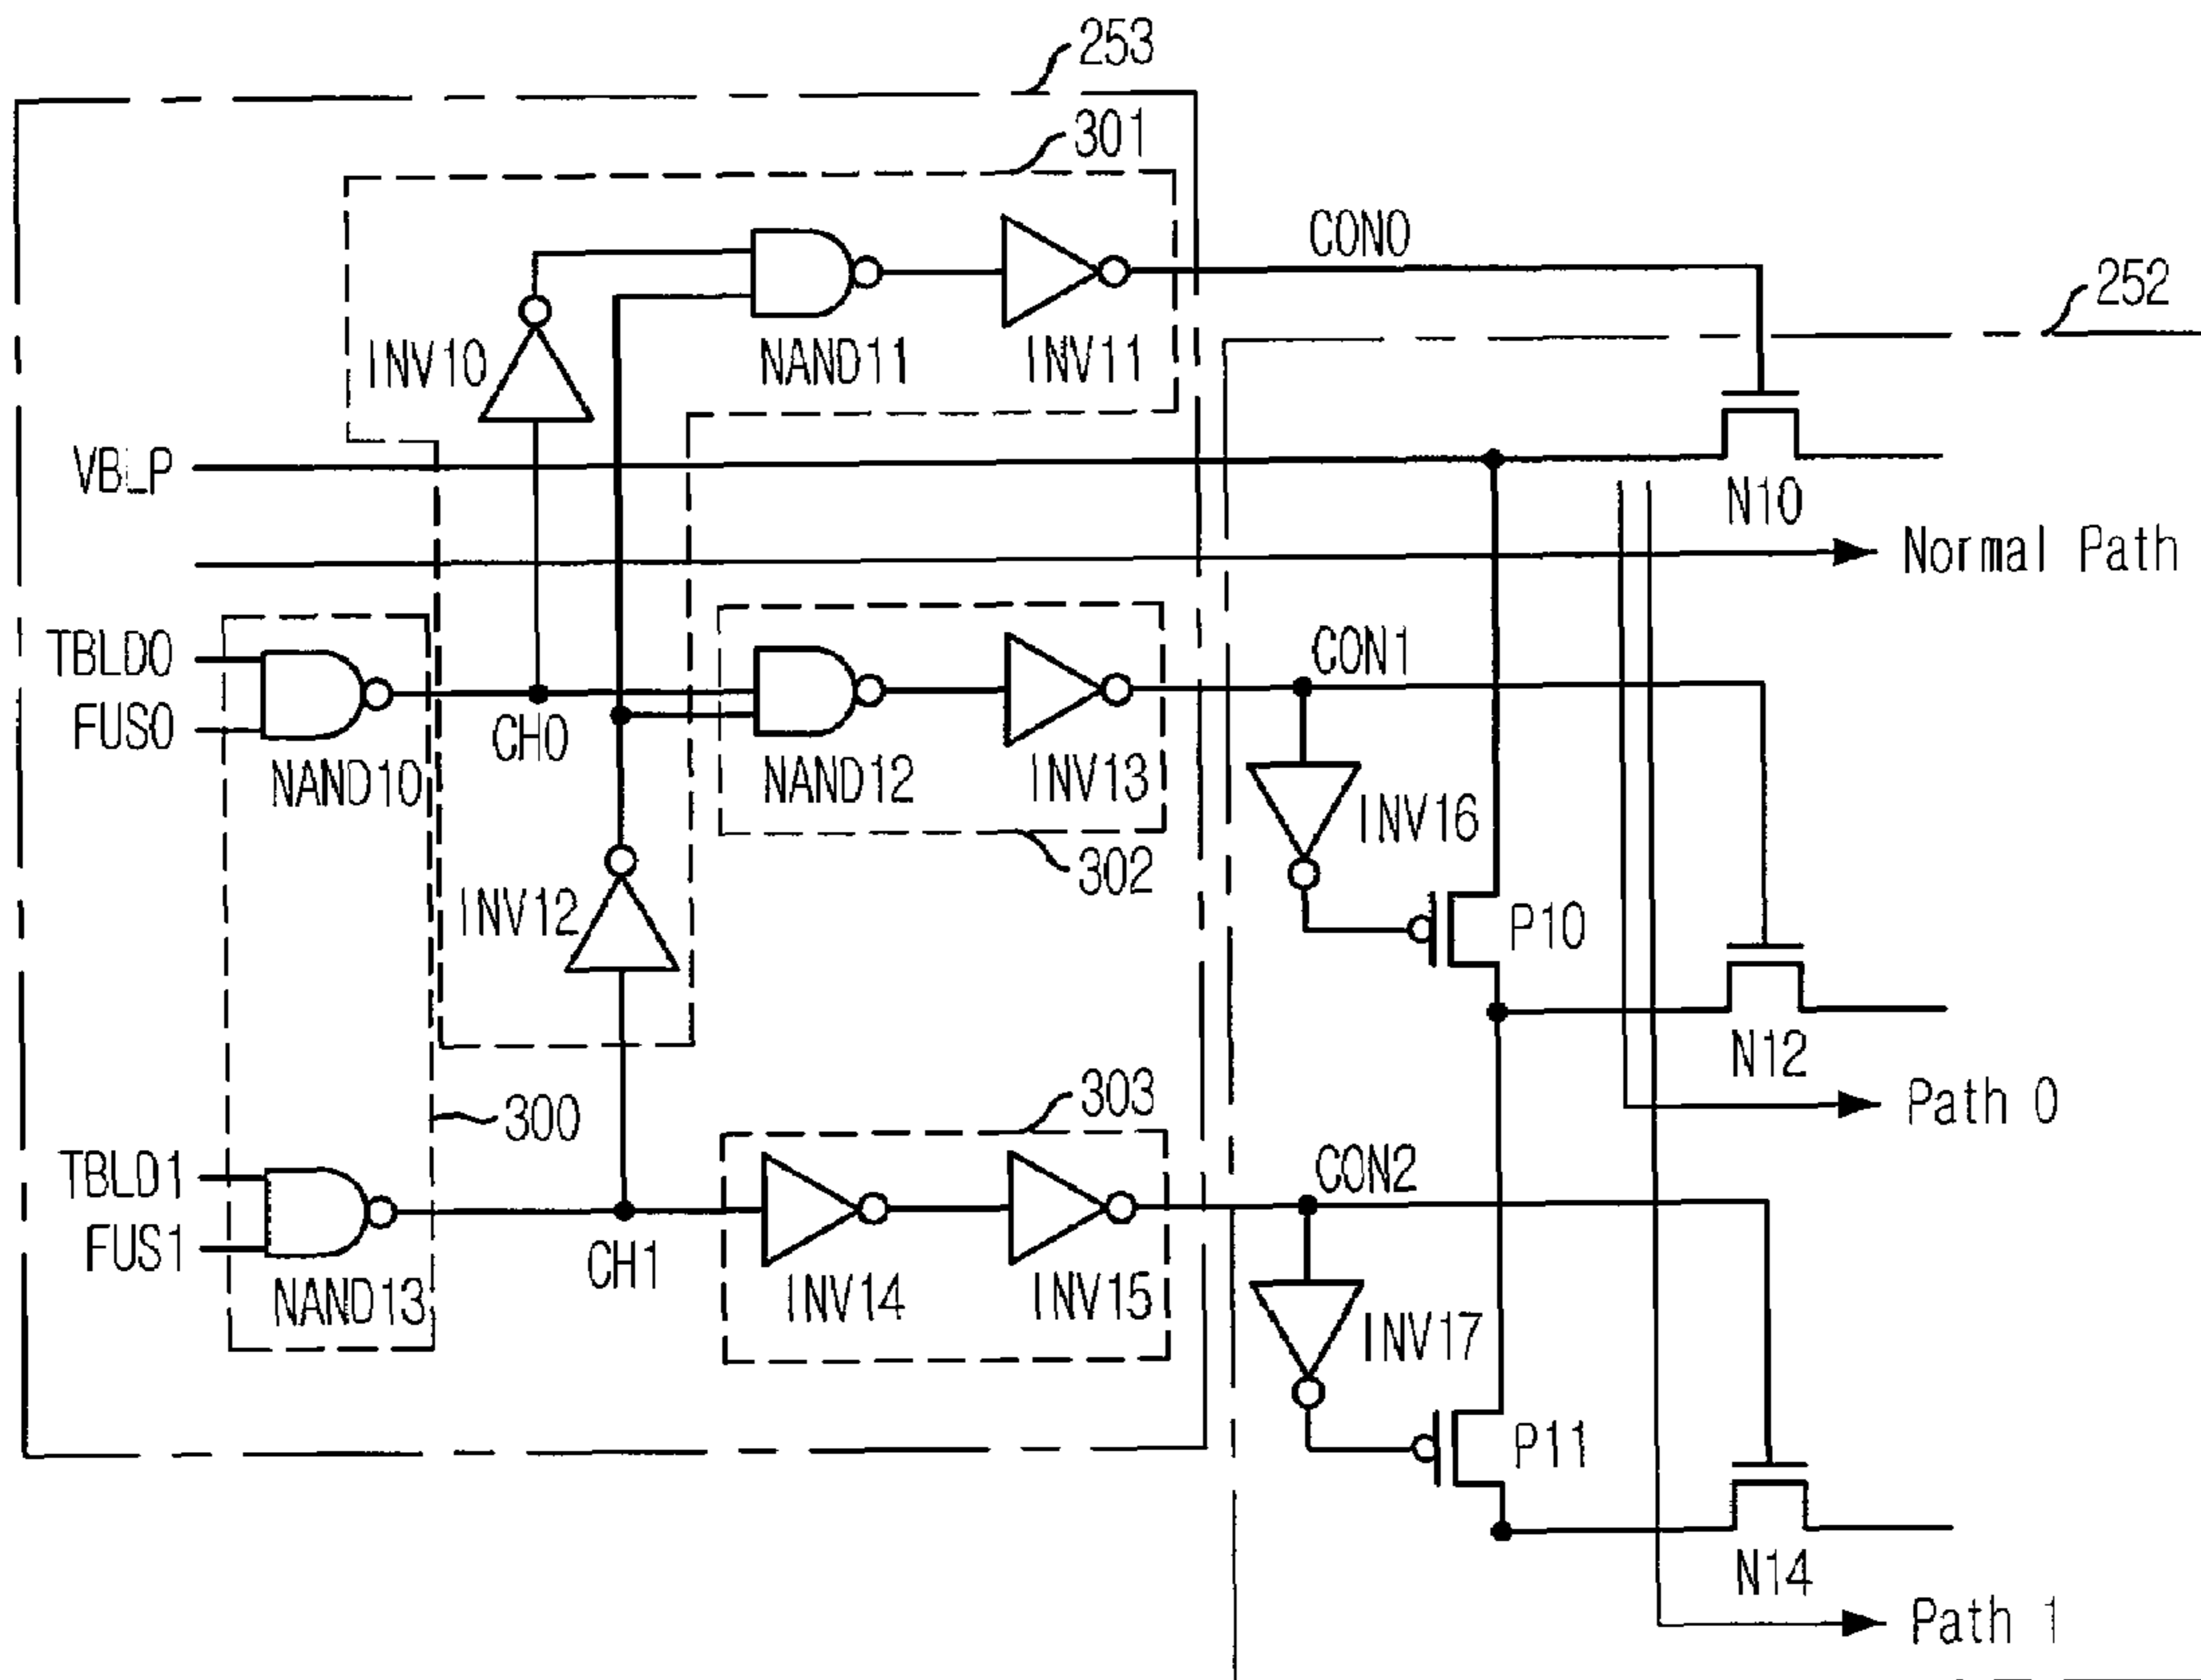 253
301
CON0
252
INV10
NAND11
INV11
VBLP
N10
Normal Path
TBLD0
CON1
FUS0
CH0
NAND10
NAND12
INV13
INV16
302
INV12
P10
N12
303
Path 0
300
TBLD1
CON2
FUS1
CH1
NAND13
INV14
INV15
INV17
P11
N14
Path 1